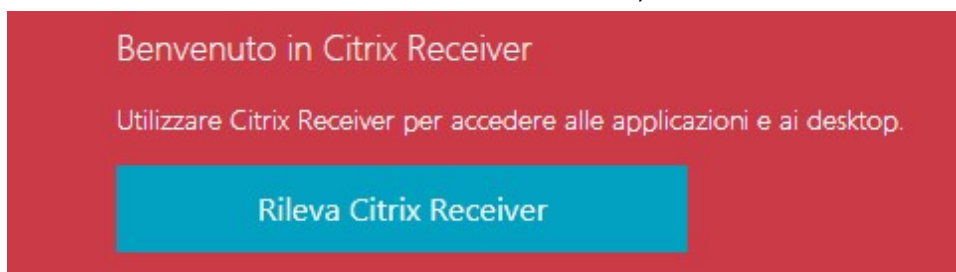 Benvenuto in Citrix Receiver
Utilizzare Citrix Receiver per accedere alle applicazioni e ai desktop.
Rileva Citrix Receiver